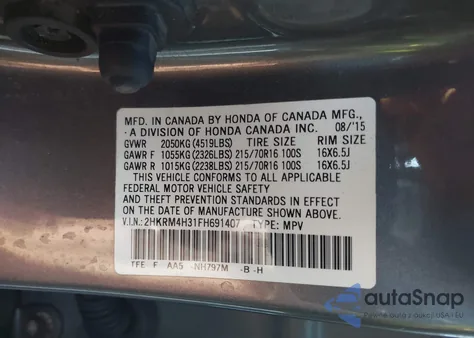 MFD. IN CANADA BY HONDA OF CANADA MFG.,
A DIVISION OF HONDA CANADA INC. 08/'15
GVWR 2050KG (4519LBS) TIRE SIZE RIM SIZE
GAWR F 1055KG (2326LBS) 215/70R16 100S 16X6.5J
GAWR R 1015KG (2238LBS) 215/70R16 100S 16X6.5J
THIS VEHICLE CONFORMS TO ALL APPLICABLE
FEDERAL MOTOR VEHICLE SAFETY
AND THEFT PREVENTION STANDARDS IN EFFECT
ON THE DATE OF MANUFACTURE SHOWN ABOVE.
V.I.N.: 2HKRM4H31FH691407 TYPE: MPV
TFE F AA5 -NH797M -B -H
autoSnap